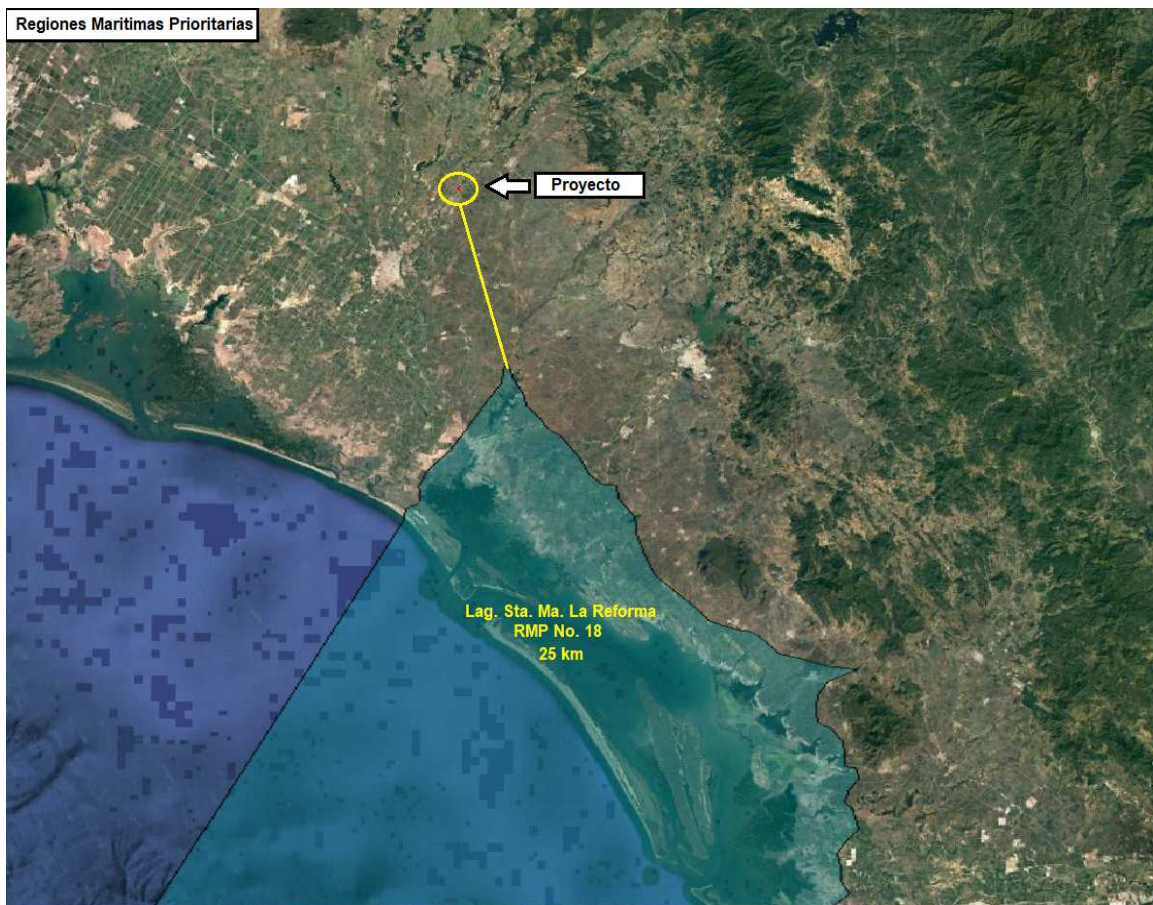 Regiones Maritimas Prioritarias
Proyecto
Lag. Sta. Ma. La Reforma
RMP No. 18
25 km